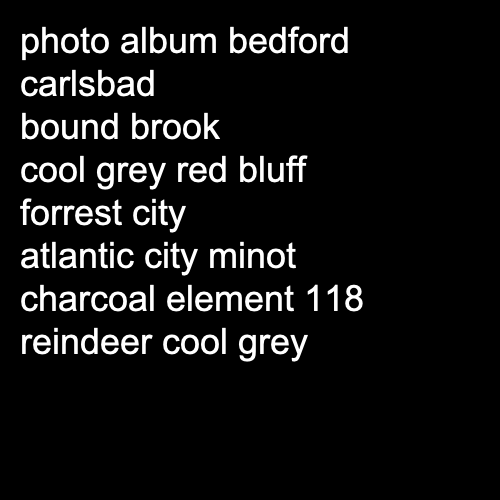 photo album bedford
carlsbad
bound brook
cool grey red bluff
forrest city
atlantic city minot
charcoal element 118
reindeer cool grey